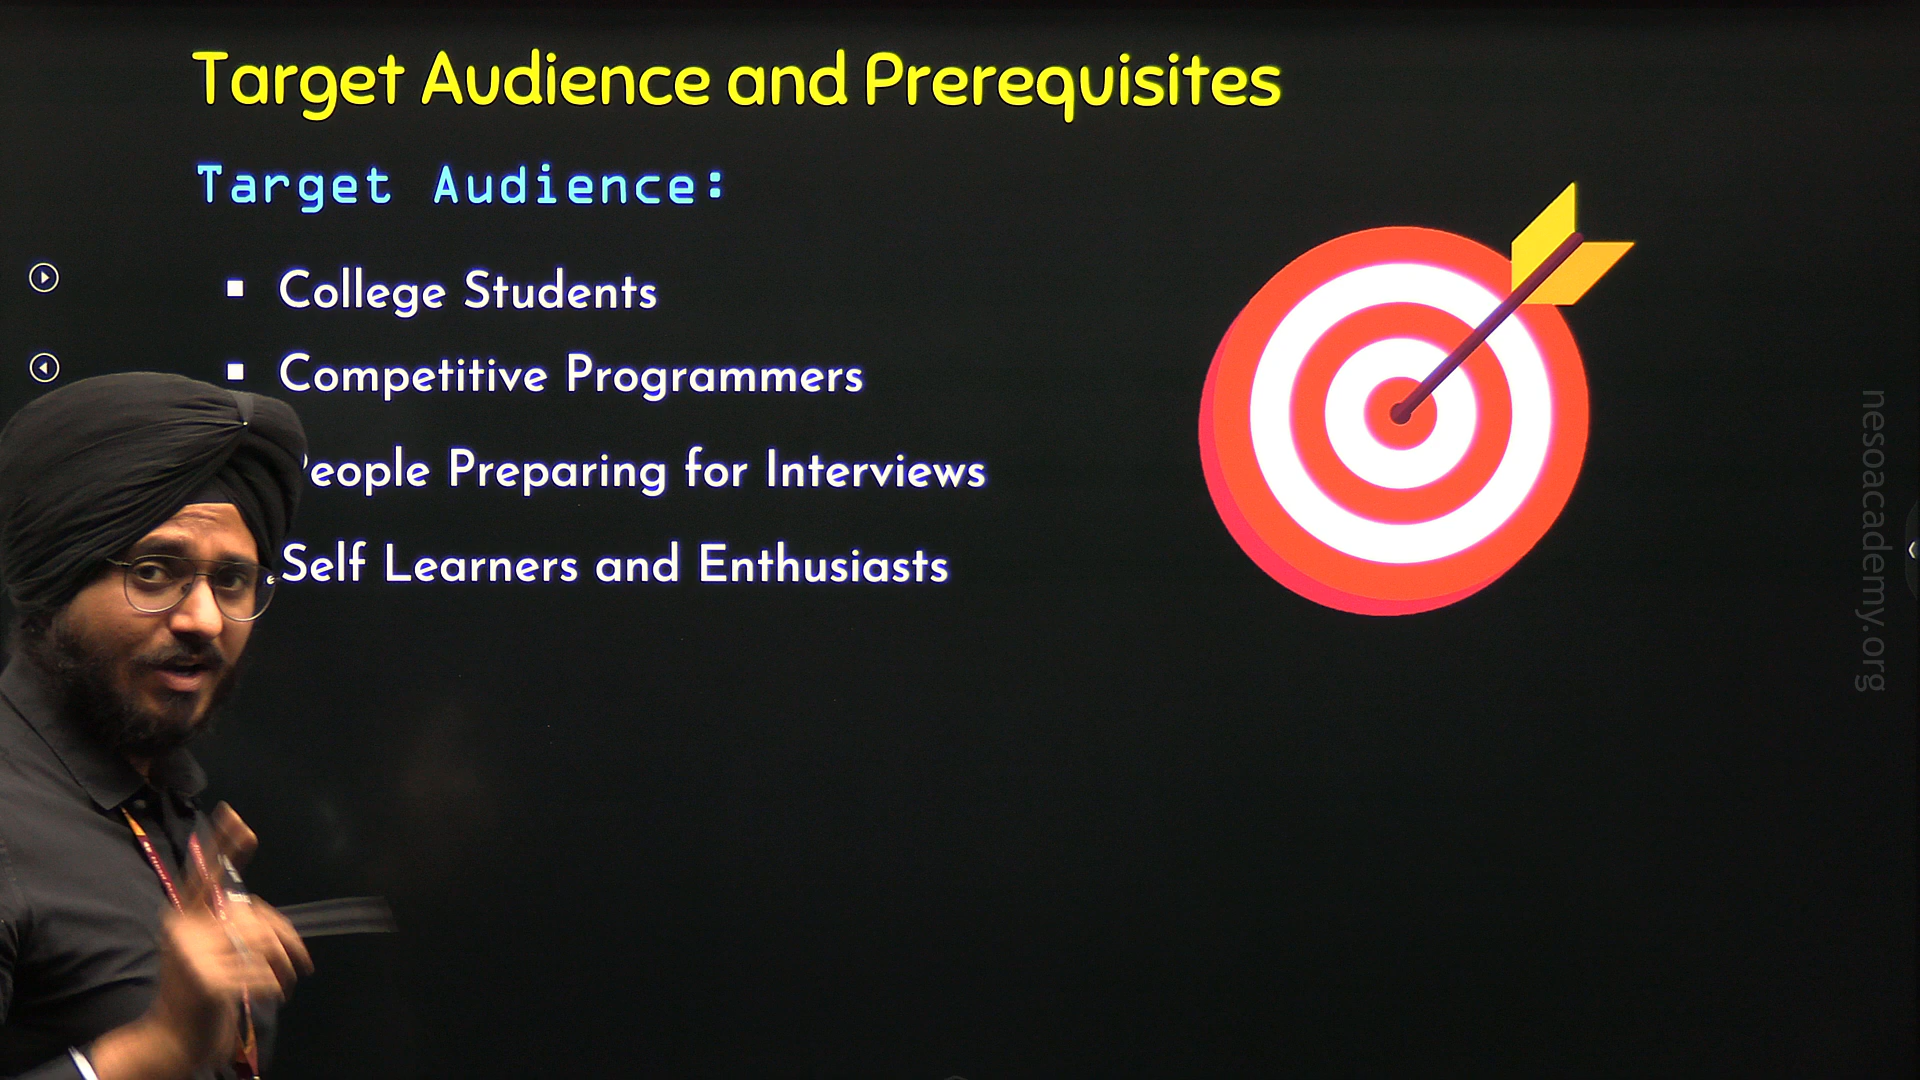 Target Audience and Prerequisites
Target Audience:
▪ College Students
▪ Competitive Programmers
People Preparing for Interviews
Self Learners and Enthusiasts
nesoacademy.org